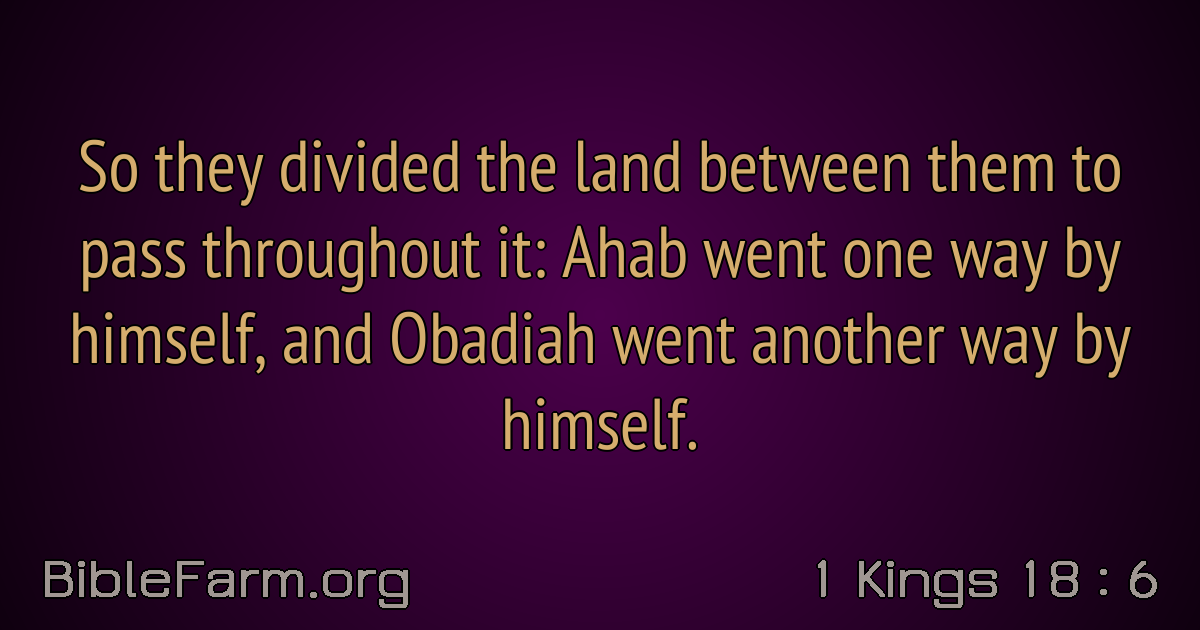 So they divided the land between them to
pass throughout it: Ahab went one way by
himself, and Obadiah went another way by
himself.
BibleFarm.org
1 Kings 18 : 6